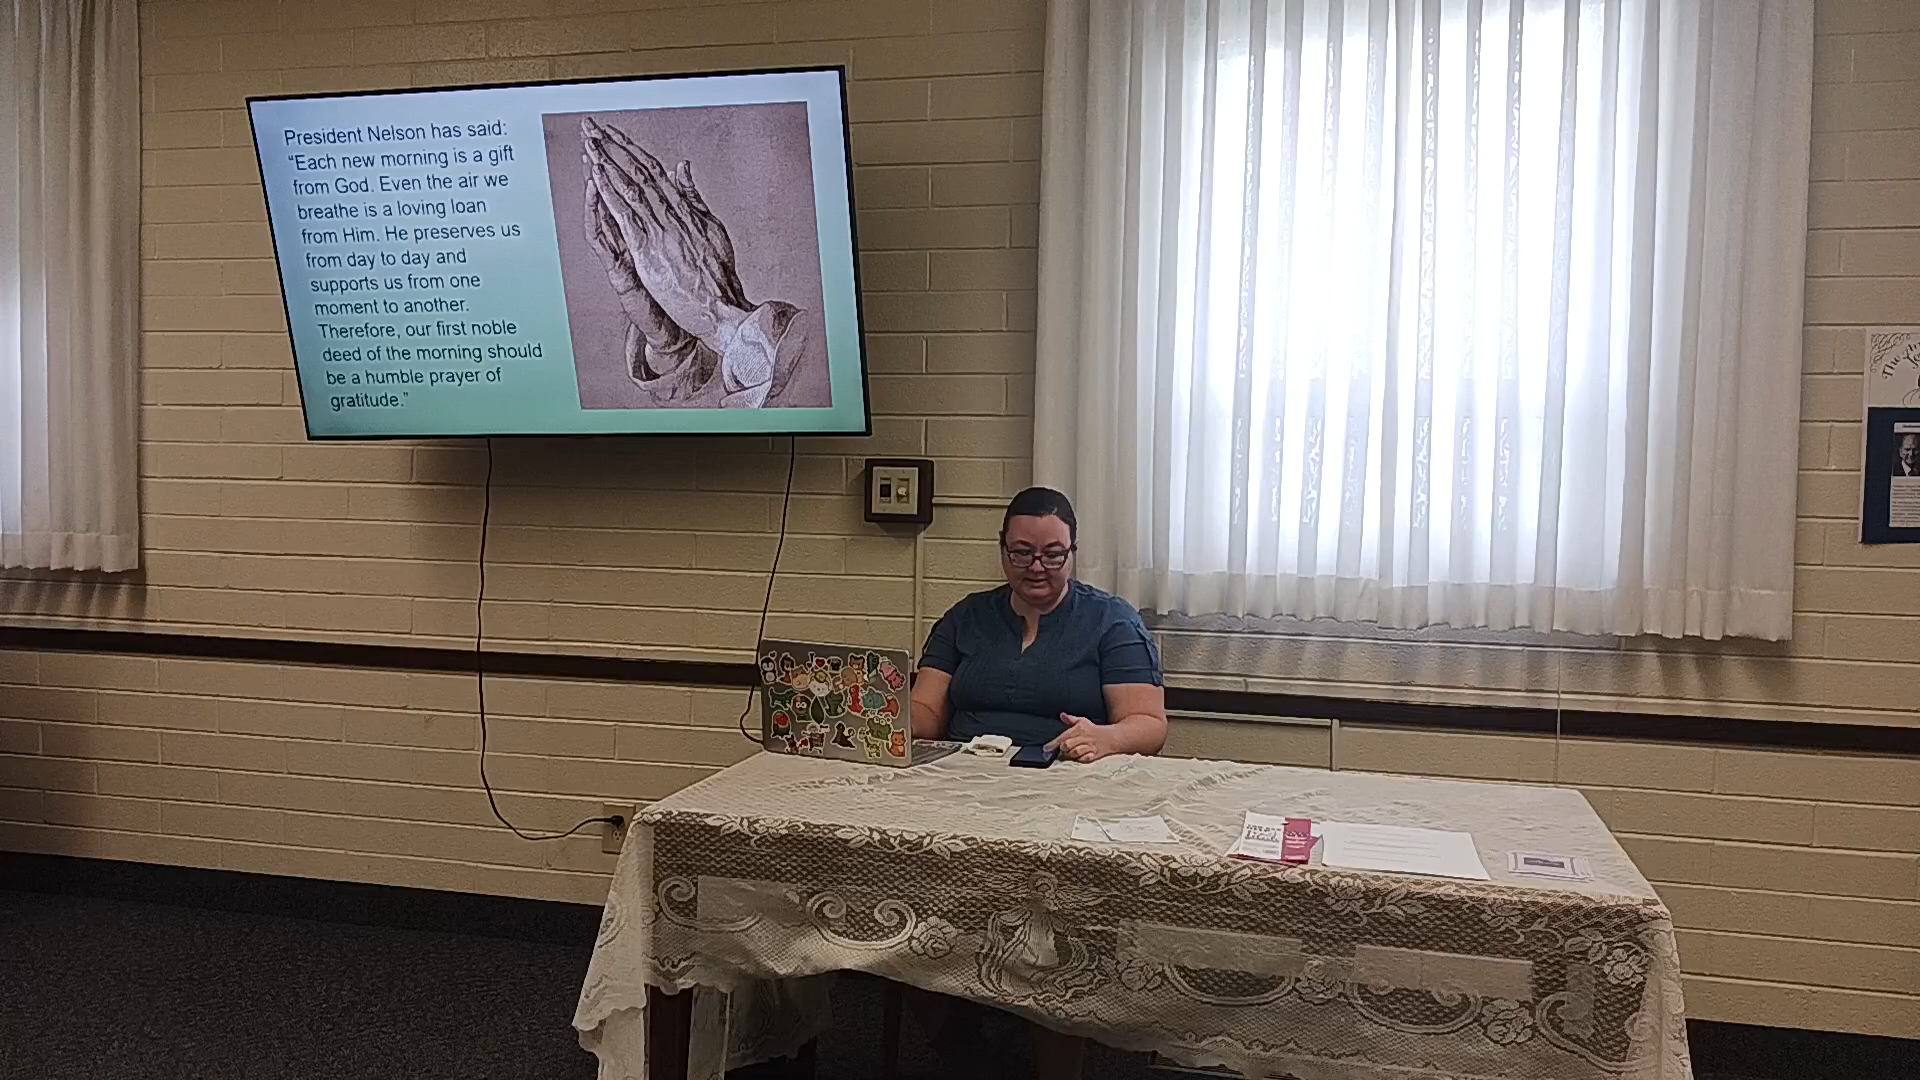 President Nelson has said:
“Each new morning is a gift
from God. Even the air we
breathe is a loving loan
from Him. He preserves us
from day to day and
supports us from one
moment to another.
Therefore, our first noble
deed of the morning should
be a humble prayer of
gratitude.”